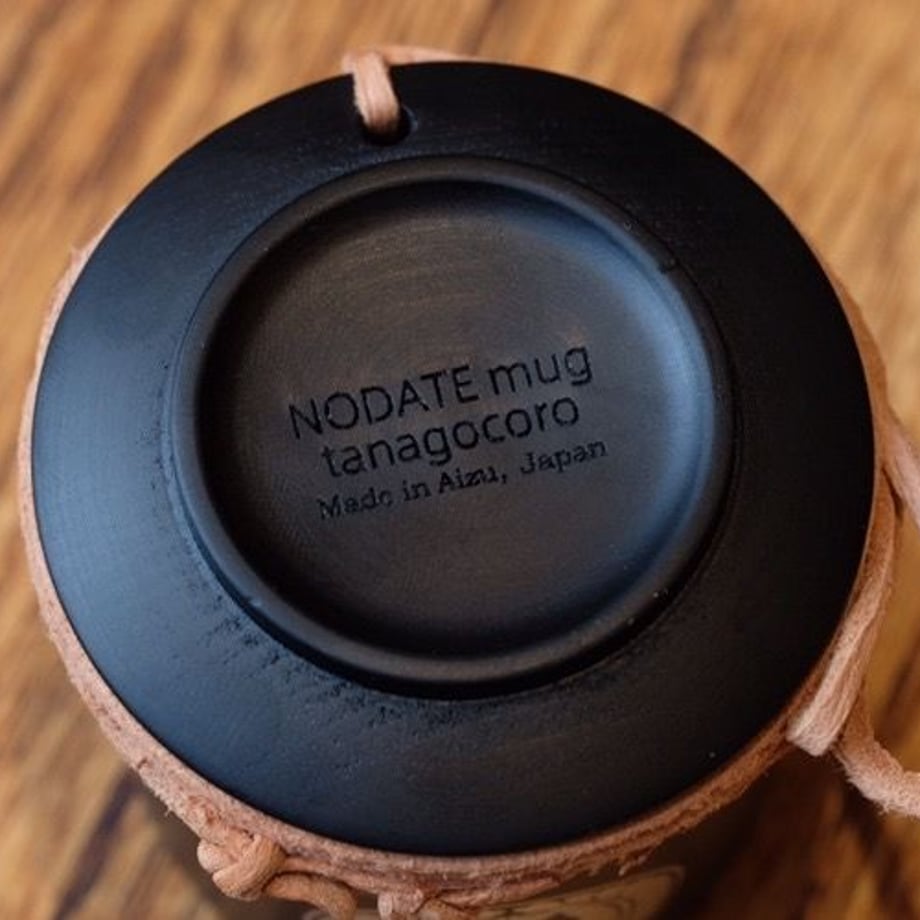 NODATE mug
tanagocoro
Made in Aizu, Japan